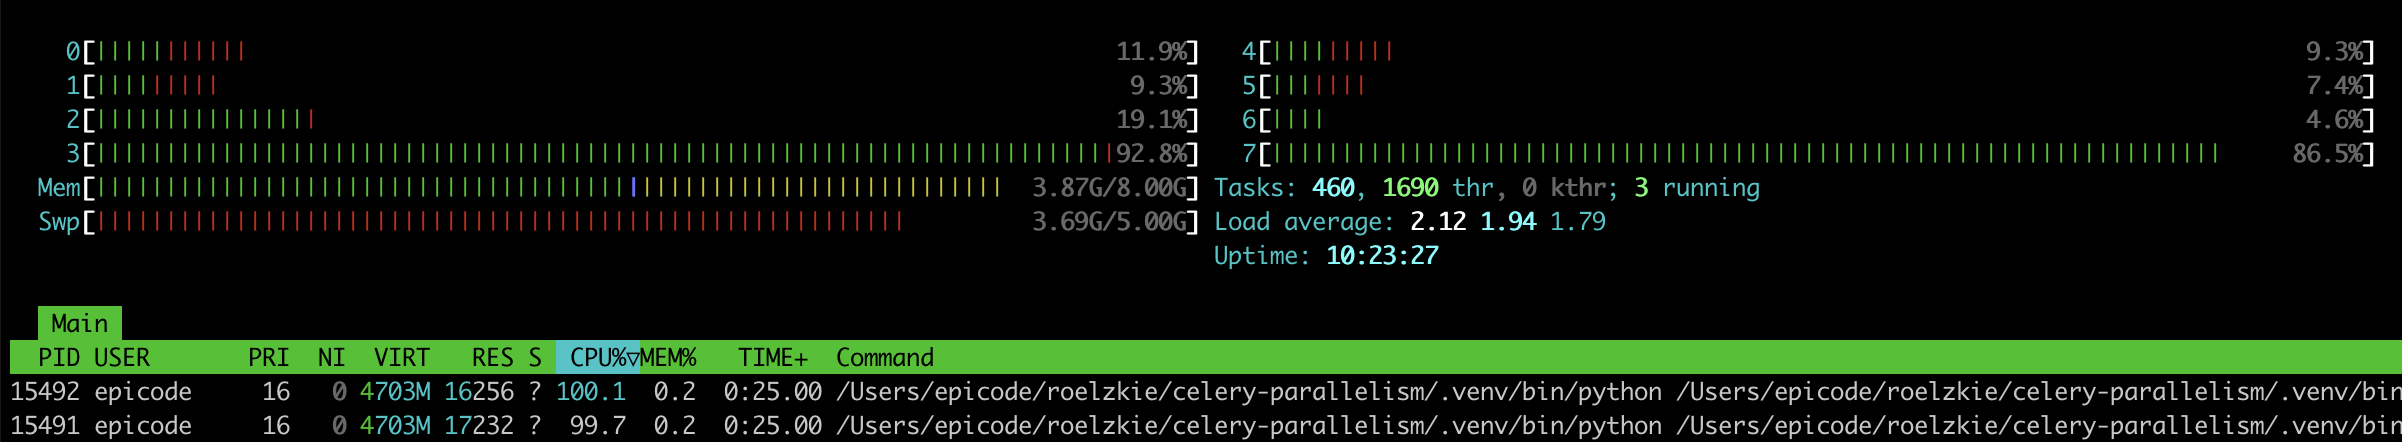 0[ 11.9%] 4[ 9.3%]
1[ 9.3%] 5[ 7.4%]
2[ 19.1%] 6[ 4.6%]
3[ 92.8%] 7[ 86.5%]
Mem[ 3.87G/8.00G] Tasks: 460, 1690 thr, 0 kthr; 3 running
Swp[ 3.69G/5.00G] Load average: 2.12 1.94 1.79
Uptime: 10:23:27
Main
PID USER PRI NI VIRT RES S CPU%▽MEM% TIME+ Command
15492 epicode 16 0 4703M 16256 ? 100.1 0.2 0:25.00 /Users/epicode/roelzkie/celery-parallelism/.venv/bin/python /Users/epicode/roelzkie/celery-parallelism/.venv/bin
15491 epicode 16 0 4703M 17232 ? 99.7 0.2 0:25.00 /Users/epicode/roelzkie/celery-parallelism/.venv/bin/python /Users/epicode/roelzkie/celery-parallelism/.venv/bin